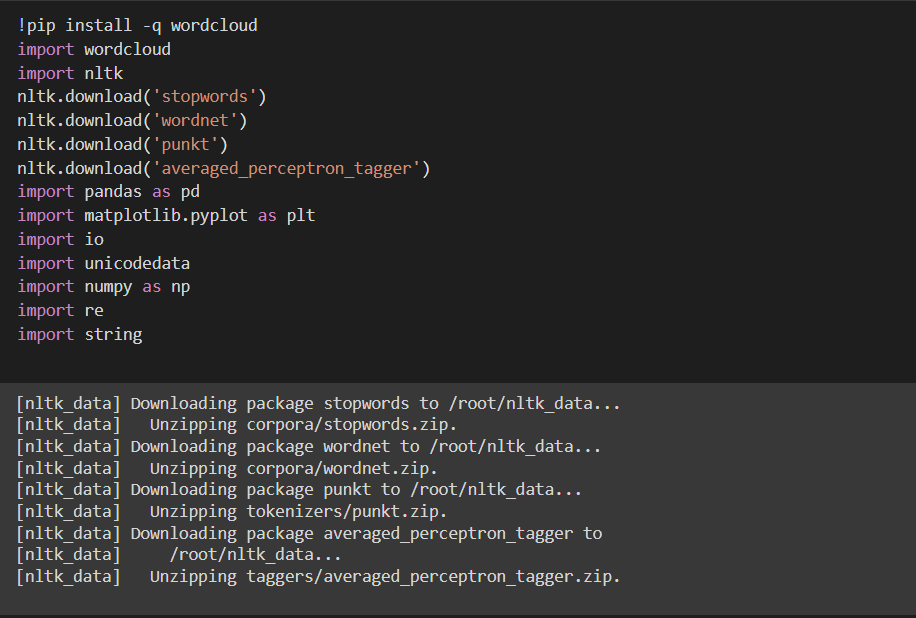 !pip install -q wordcloud
import wordcloud
import nltk
nltk.download('stopwords')
nltk.download('wordnet')
nltk.download('punkt')
nltk.download('averaged_perceptron_tagger')
import pandas as pd
import matplotlib.pyplot as plt
import io
import unicodedata
import numpy as np
import re
import string
[nltk_data] Downloading package stopwords to /root/nltk_data...
[nltk_data]   Unzipping corpora/stopwords.zip.
[nltk_data] Downloading package wordnet to /root/nltk_data...
[nltk_data]   Unzipping corpora/wordnet.zip.
[nltk_data] Downloading package punkt to /root/nltk_data...
[nltk_data]   Unzipping tokenizers/punkt.zip.
[nltk_data] Downloading package averaged_perceptron_tagger to
[nltk_data]     /root/nltk_data...
[nltk_data]   Unzipping taggers/averaged_perceptron_tagger.zip.